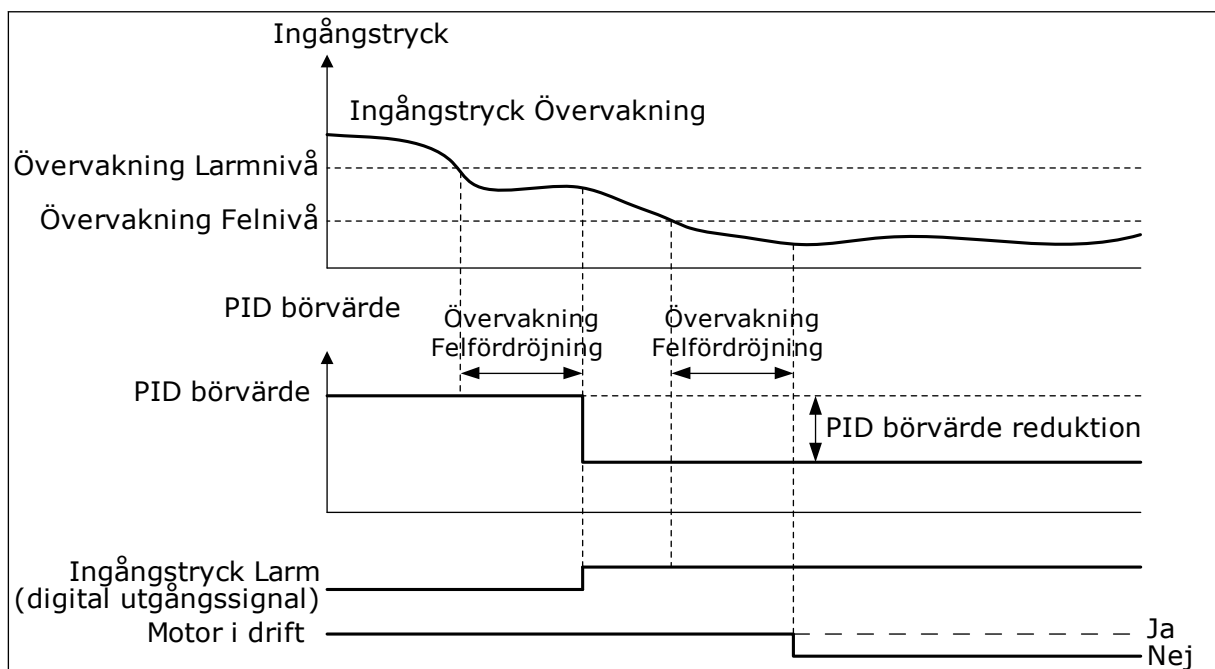 Ingångstryck
Ingångstryck Övervakning
Övervakning Larmnivå
Övervakning Felnivå
PID börvärde
Övervakning
Felfördröjning
Övervakning
Felfördröjning
PID börvärde
PID börvärde reduktion
Ingångstryck Larm
(digital utgångssignal)
Motor i drift
Ja
Nej